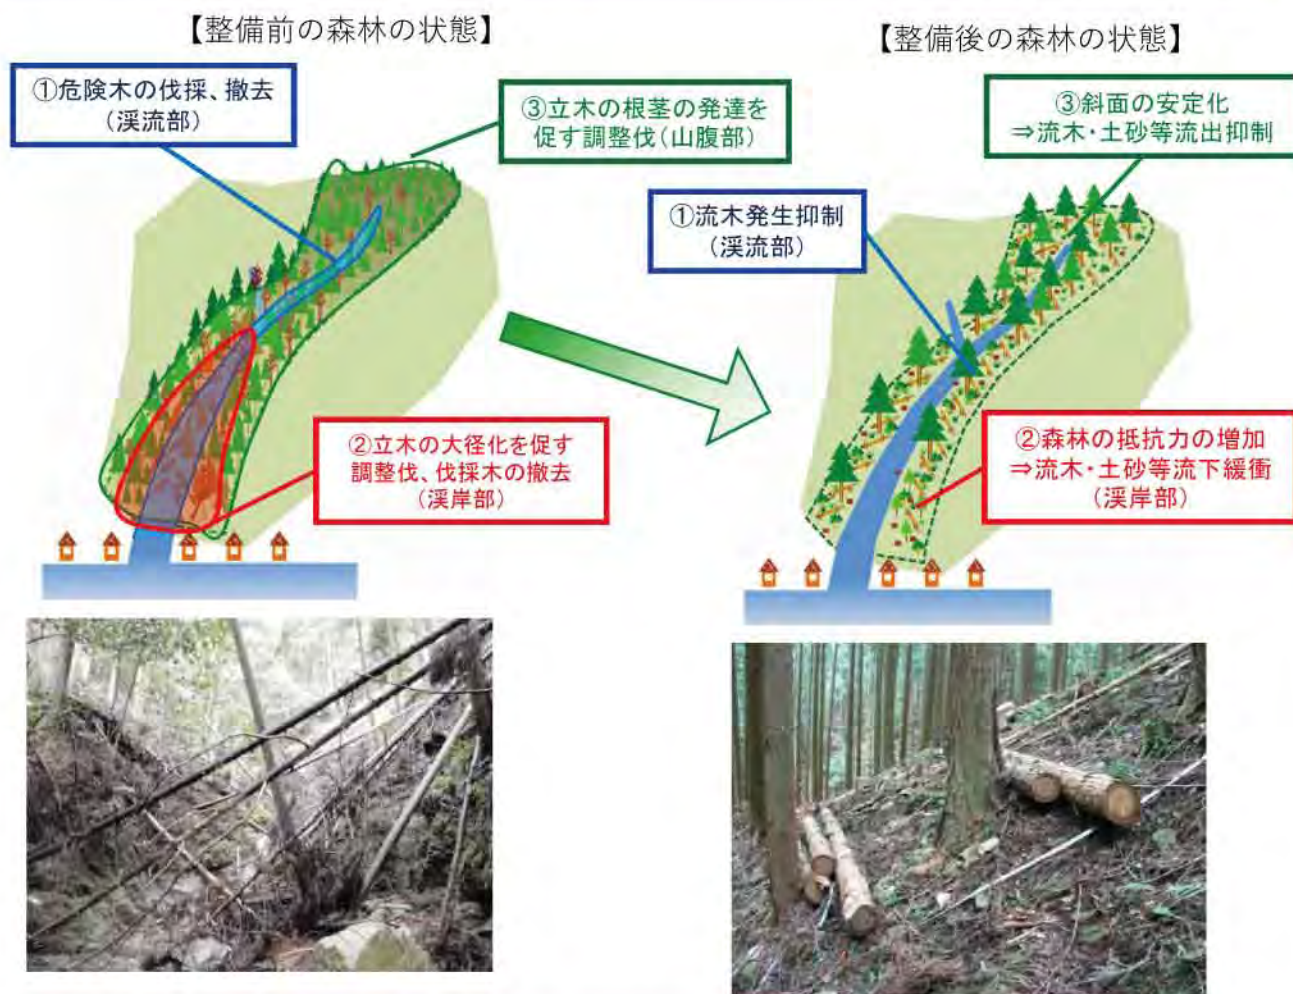 【整備前の森林の状態】
①危険木の伐採、撤去
(渓流部)
③立木の根茎の発達を
促す調整伐(山腹部)
②立木の大径化を促す
調整伐、伐採木の撤去
(渓岸部)
【整備後の森林の状態】
③斜面の安定化
⇒流木・土砂等流出抑制
①流木発生抑制
(渓流部)
②森林の抵抗力の増加
⇒流木・土砂等流下緩衝
(渓岸部)